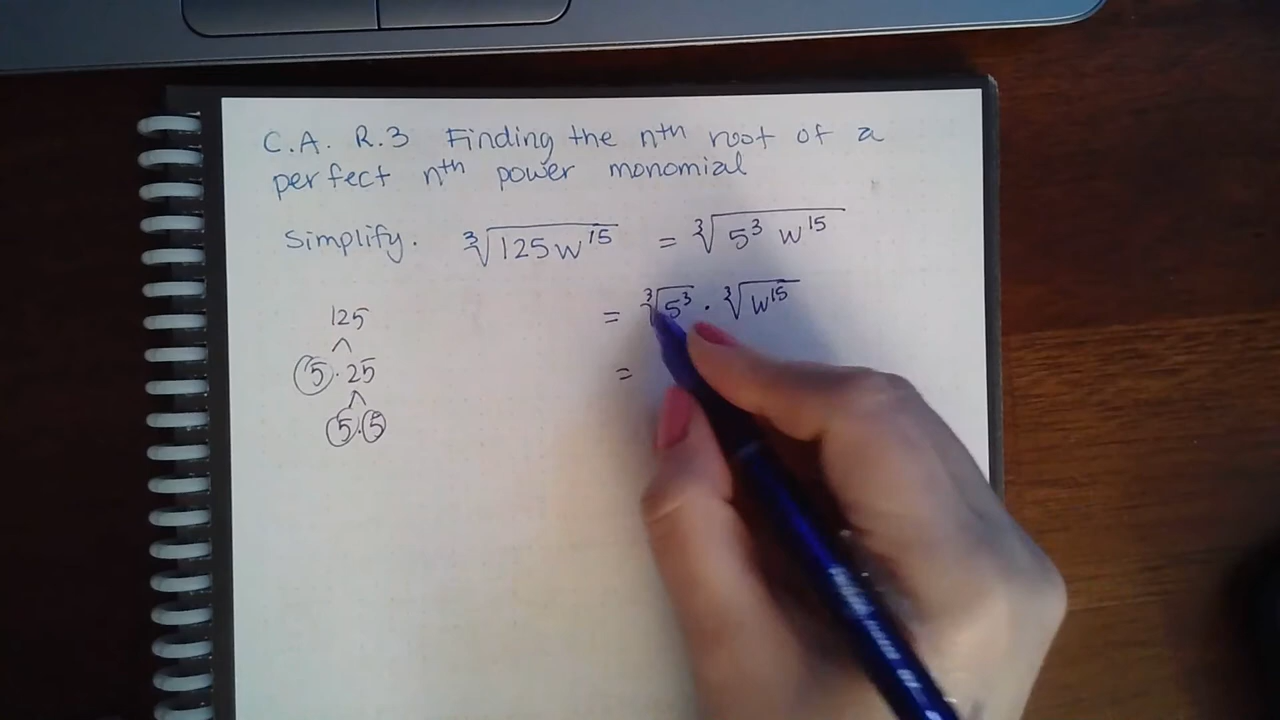 C.A. R.3 Finding the nth root of a
perfect nth power monomial
Simplify. ∛125w¹⁵ = ∛5³ w¹⁵
= ∛5³ · ∛w¹⁵
=
125
5 · 25
5 · 5